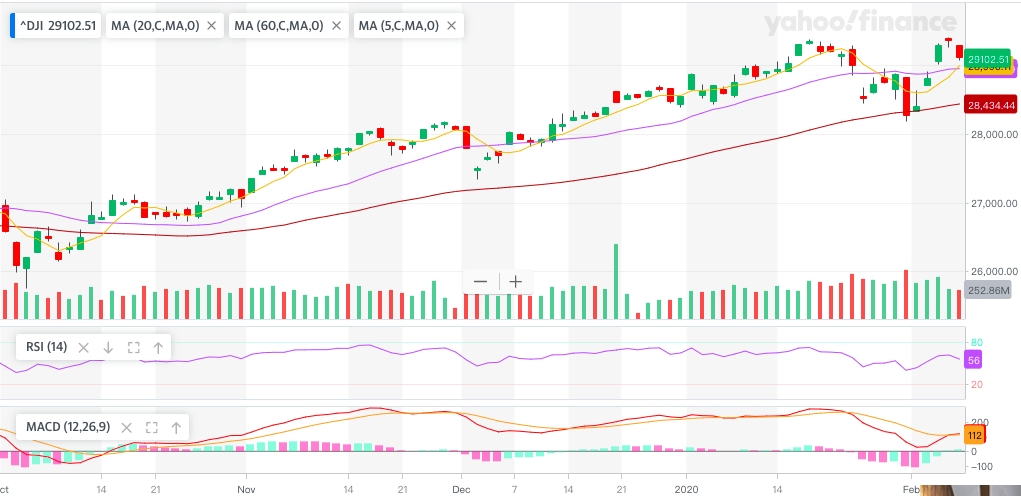 ^DJI 29102.51 MA (20,C,MA,0) MA (60,C,MA,0) MA (5,C,MA,0)
yahoo!finance
29102.51
28,434.44
28,000.00
27,000.00
26,000.00
252.86M
RSI (14)
80
56
20
MACD (12,26,9)
200
112
0
-100
ct 14 21 Nov 14 21 Dec 7 14 21 2020 14 Feb